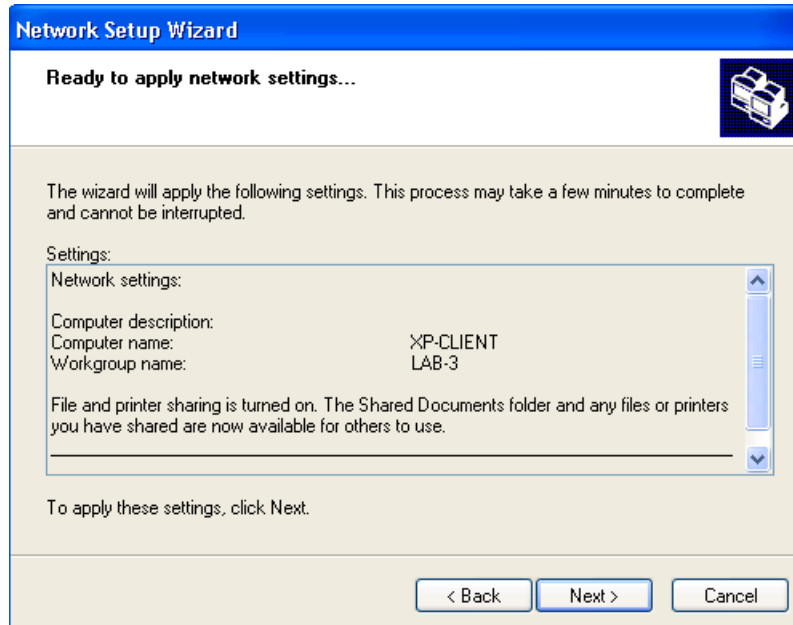 Network Setup Wizard
Ready to apply network settings...
The wizard will apply the following settings. This process may take a few minutes to complete
and cannot be interrupted.
Settings:
Network settings:
Computer description:
Computer name: XP-CLIENT
Workgroup name: LAB-3
File and printer sharing is turned on. The Shared Documents folder and any files or printers
you have shared are now available for others to use.
To apply these settings, click Next.
< Back Next > Cancel